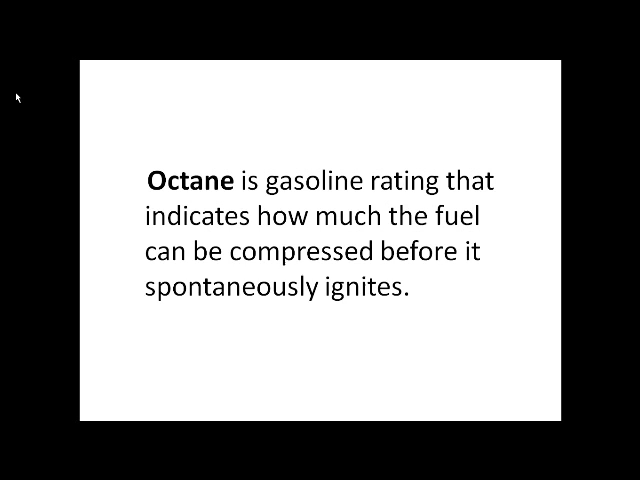 Octane is gasoline rating that
indicates how much the fuel
can be compressed before it
spontaneously ignites.